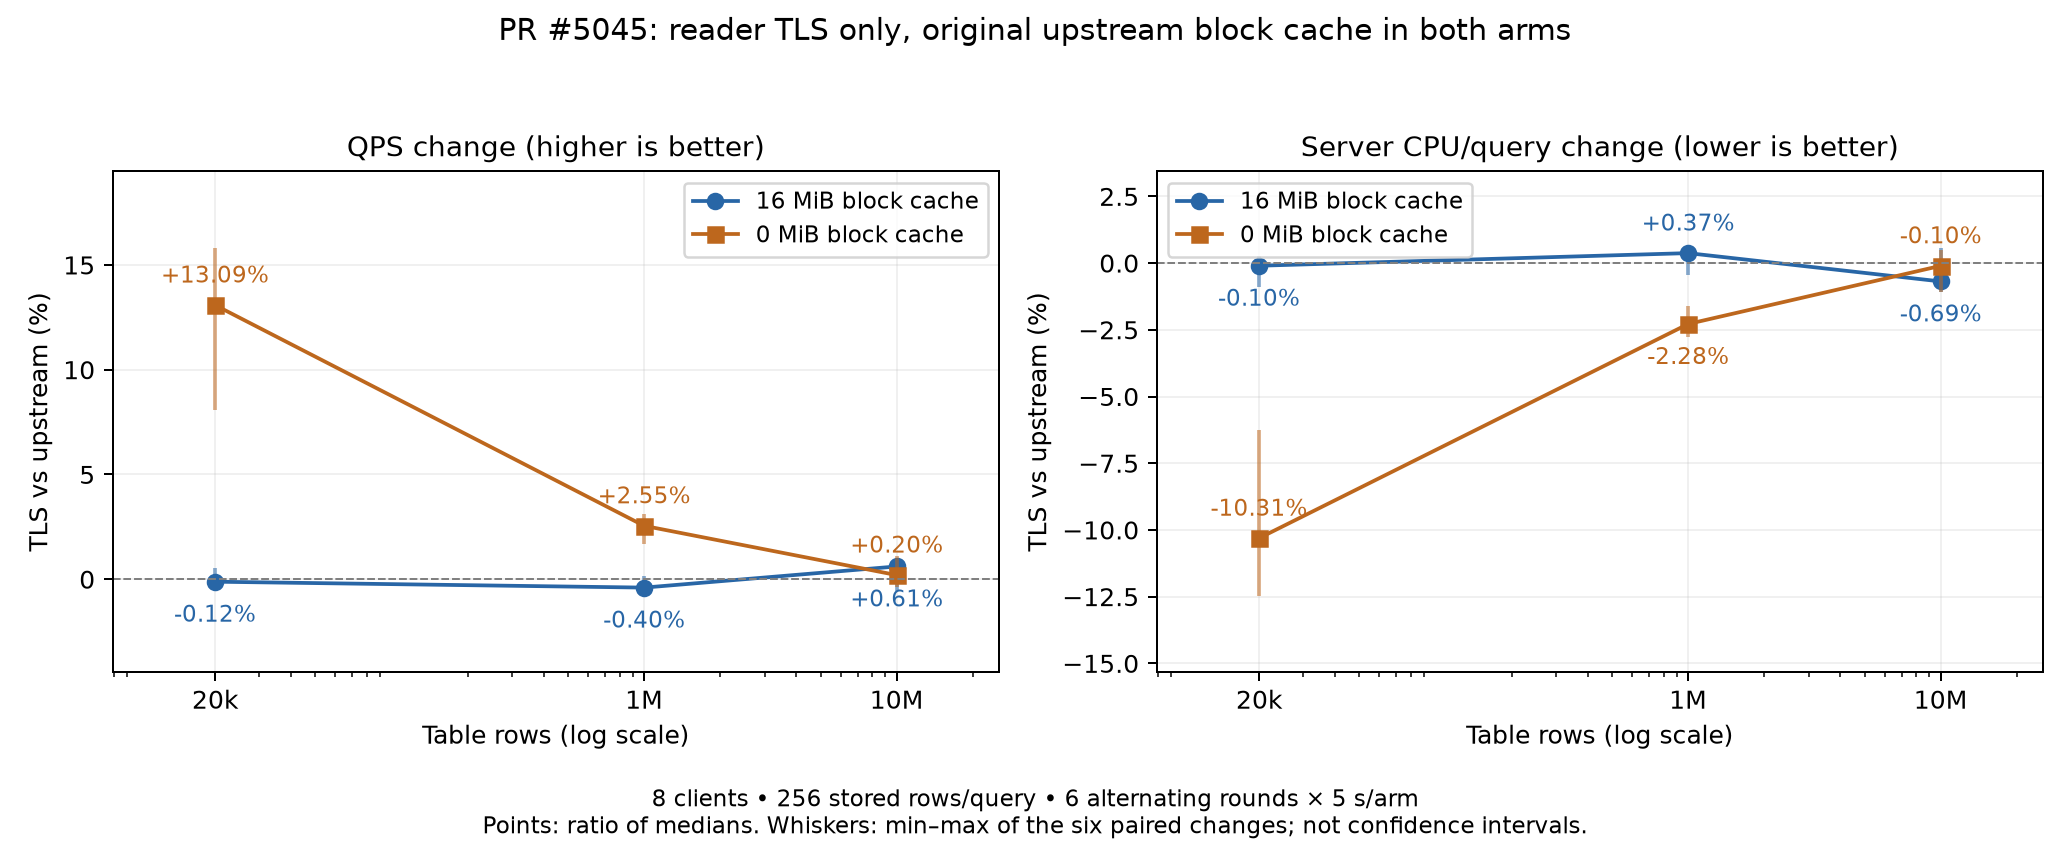 PR #5045: reader TLS only, original upstream block cache in both arms
QPS change (higher is better)
16 MiB block cache
0 MiB block cache
TLS vs upstream (%)
15
10
5
0
+13.09%
+2.55%
+0.20%
-0.12%
-0.40%
+0.61%
20k
1M
10M
Table rows (log scale)
Server CPU/query change (lower is better)
16 MiB block cache
0 MiB block cache
TLS vs upstream (%)
2.5
0.0
−2.5
−5.0
−7.5
−10.0
−12.5
−15.0
+0.37%
-0.10%
-0.10%
-0.69%
-2.28%
-10.31%
20k
1M
10M
Table rows (log scale)
8 clients • 256 stored rows/query • 6 alternating rounds × 5 s/arm
Points: ratio of medians. Whiskers: min–max of the six paired changes; not confidence intervals.